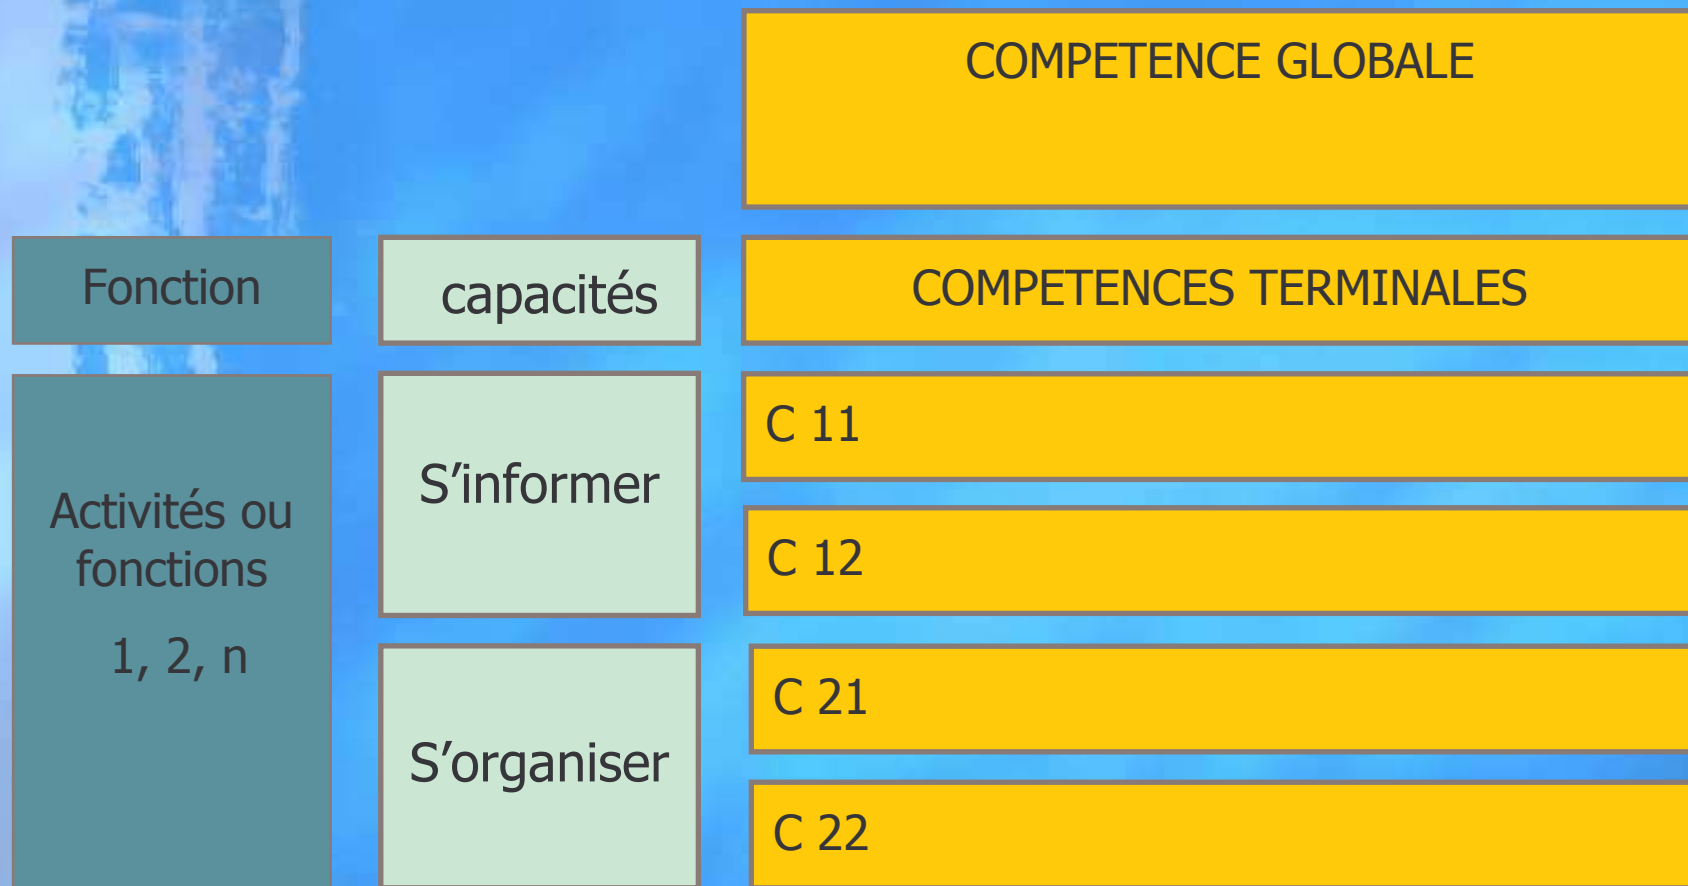 COMPETENCE GLOBALE
Fonction
capacités
COMPETENCES TERMINALES
Activités ou
fonctions
1, 2, n
S’informer
C 11
C 12
S’organiser
C 21
C 22